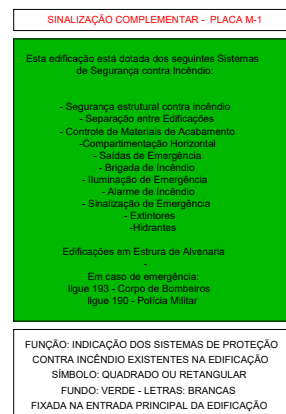 SINALIZAÇÃO COMPLEMENTAR - PLACA M-1
Esta edificação está dotada dos seguintes Sistemas
de Segurança contra Incêndio:
- Segurança estrutural contra incêndio
- Separação entre Edificações
- Controle de Materiais de Acabamento
-Compartimentação Horizontal
- Saídas de Emergência
- Brigada de Incêndio
- Iluminação de Emergência
- Alarme de Incêndio
- Sinalização de Emergência
- Extintores
-Hidrantes
Edificações em Estrura de Alvenaria
-
Em caso de emergência:
ligue 193 - Corpo de Bombeiros
ligue 190 - Polícia Militar
FUNÇÃO: INDICAÇÃO DOS SISTEMAS DE PROTEÇÃO
CONTRA INCÊNDIO EXISTENTES NA EDIFICAÇÃO
SÍMBOLO: QUADRADO OU RETANGULAR
FUNDO: VERDE - LETRAS: BRANCAS
FIXADA NA ENTRADA PRINCIPAL DA EDIFICAÇÃO